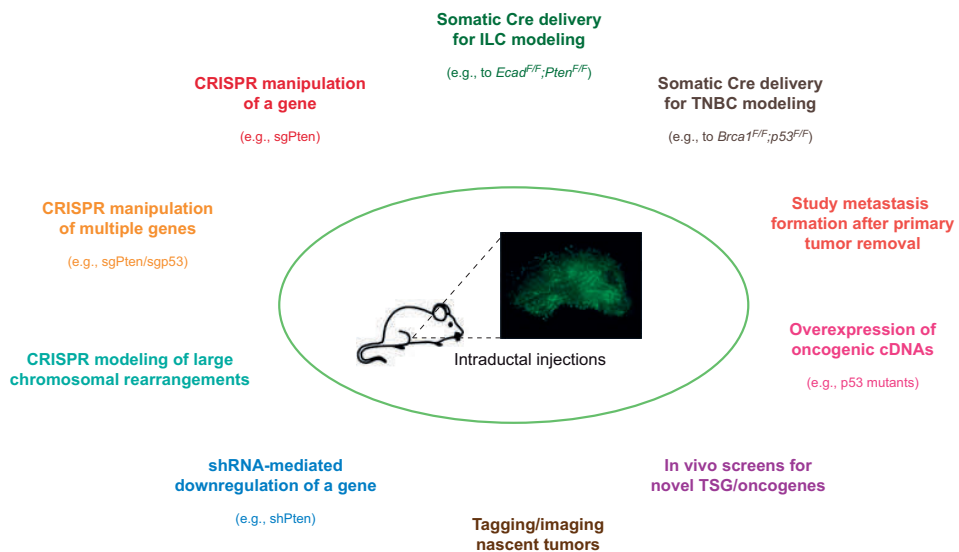 Somatic Cre delivery
for ILC modeling
(e.g., to Ecad^F/F;Pten^F/F)
CRISPR manipulation
of a gene
(e.g., sgPten)
Somatic Cre delivery
for TNBC modeling
(e.g., to Brca1^F/F;p53^F/F)
CRISPR manipulation
of multiple genes
(e.g., sgPten/sgp53)
Study metastasis
formation after primary
tumor removal
CRISPR modeling of large
chromosomal rearrangements
Intraductal injections
Overexpression of
oncogenic cDNAs
(e.g., p53 mutants)
shRNA-mediated
downregulation of a gene
(e.g., shPten)
In vivo screens for
novel TSG/oncogenes
Tagging/imaging
nascent tumors